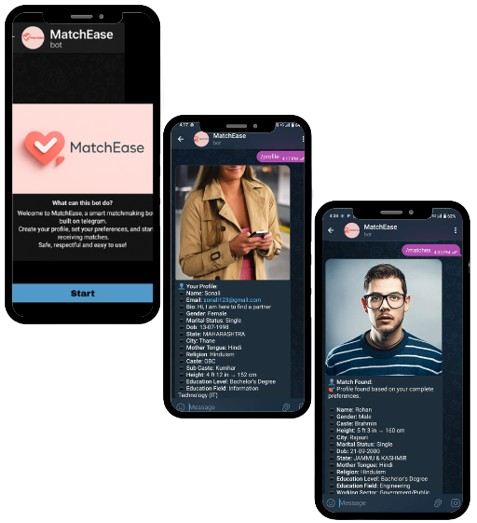 MatchEase
bot
MatchEase
What can this bot do?
Welcome to MatchEase, a smart matchmaking bot
built on telegram.
Create your profile, set your preferences, and start
receiving matches.
Safe, respectful and easy to use!
Start
MatchEase
bot
/profile
Your Profile:
Name: Sonali
Email: sonali123@gmail.com
Bio: Hi, I am here to find a partner
Gender: Female
Marital Status: Single
Dob: 13-07-1998
State: MAHARASHTRA
City: Thane
Mother Tongue: Hindi
Religion: Hinduism
Caste: OBC
Sub Caste: Kumhar
Height: 4 ft 12 in → 152 cm
Education Level: Bachelor's Degree
Education Field: Information
Technology (IT)
Message
MatchEase
bot
/matches
Match Found:
Profile found based on your complete
preferences.
Name: Rohan
Gender: Male
Caste: Brahmin
Height: 5 ft 3 in → 160 cm
City: Rajauri
Marital Status: Single
Dob: 21-09-2000
State: JAMMU & KASHMIR
Mother Tongue: Hindi
Religion: Hinduism
Education Level: Bachelor's Degree
Education Field: Engineering
Working Sector: Government/Public
Message